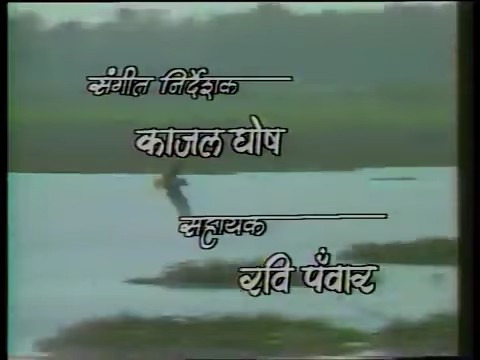 संगीत निर्देशक
काजल घोष
सहायक
रवि पँवार